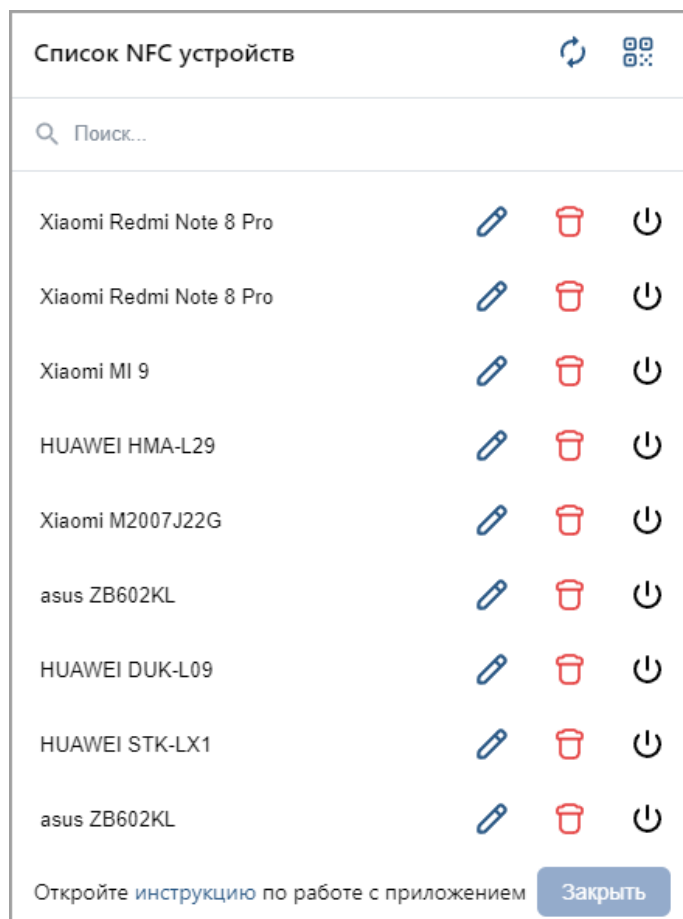 Список NFC устройств
Поиск...
Xiaomi Redmi Note 8 Pro
Xiaomi Redmi Note 8 Pro
Xiaomi MI 9
HUAWEI HMA-L29
Xiaomi M2007J22G
asus ZB602KL
HUAWEI DUK-L09
HUAWEI STK-LX1
asus ZB602KL
Откройте инструкцию по работе с приложением Закрыть